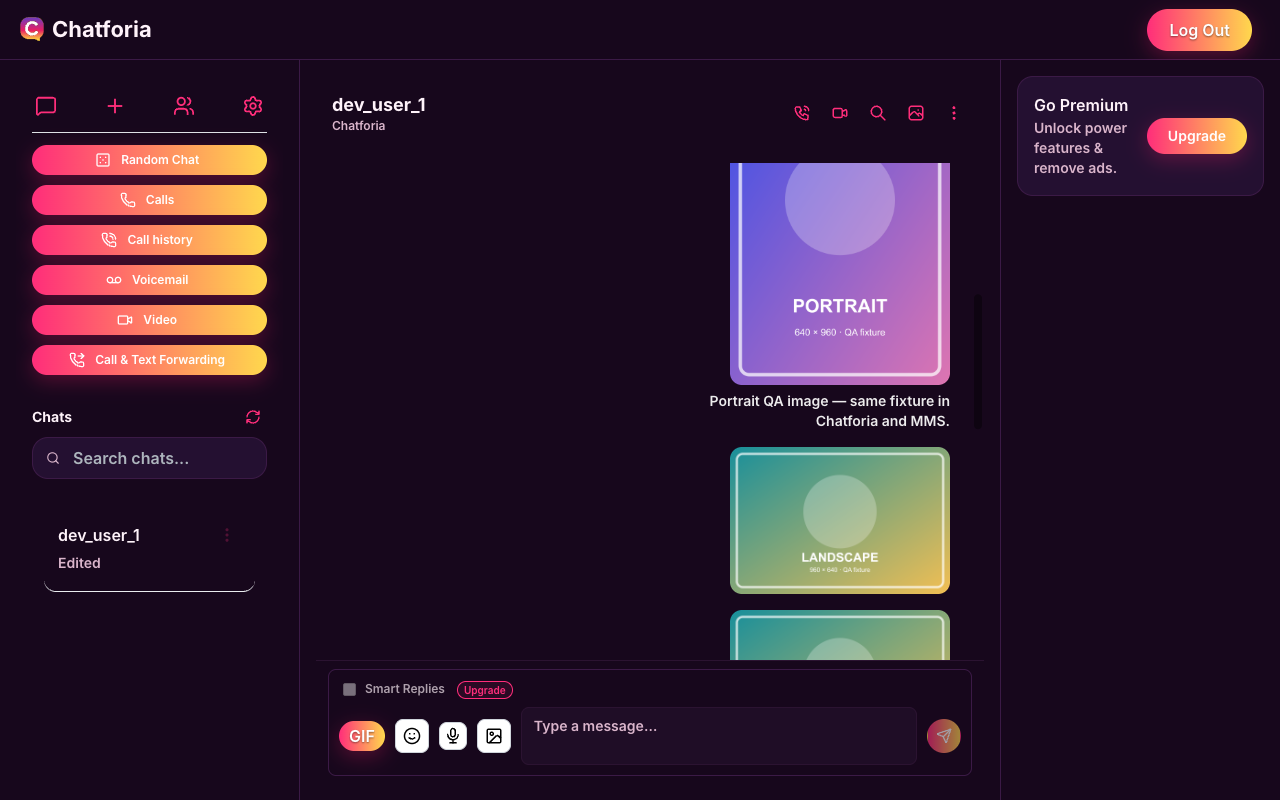 Chatforia
Log Out
Random Chat
Calls
Call history
Voicemail
Video
Call & Text Forwarding
Chats
Search chats...
dev_user_1
Edited
dev_user_1
Chatforia
PORTRAIT
640 × 960 · QA fixture
Portrait QA image — same fixture in
Chatforia and MMS.
LANDSCAPE
960 × 640 · QA fixture
Smart Replies
Upgrade
GIF
Type a message...
Go Premium
Unlock power
features &
remove ads.
Upgrade